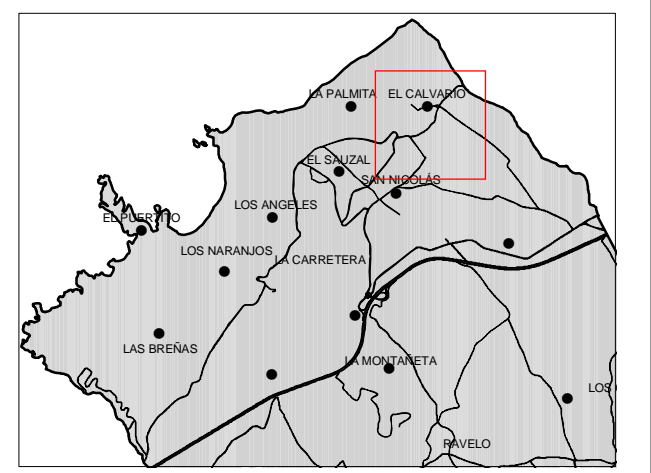 LA PALMITA
EL CALVARIO
EL SAUZAL
SAN NICOLÁS
LOS ANGELES
EL PUERTITO
LOS NARANJOS
LA CARRETERA
LAS BREÑAS
LA MONTAÑETA
LOS
RAVELO